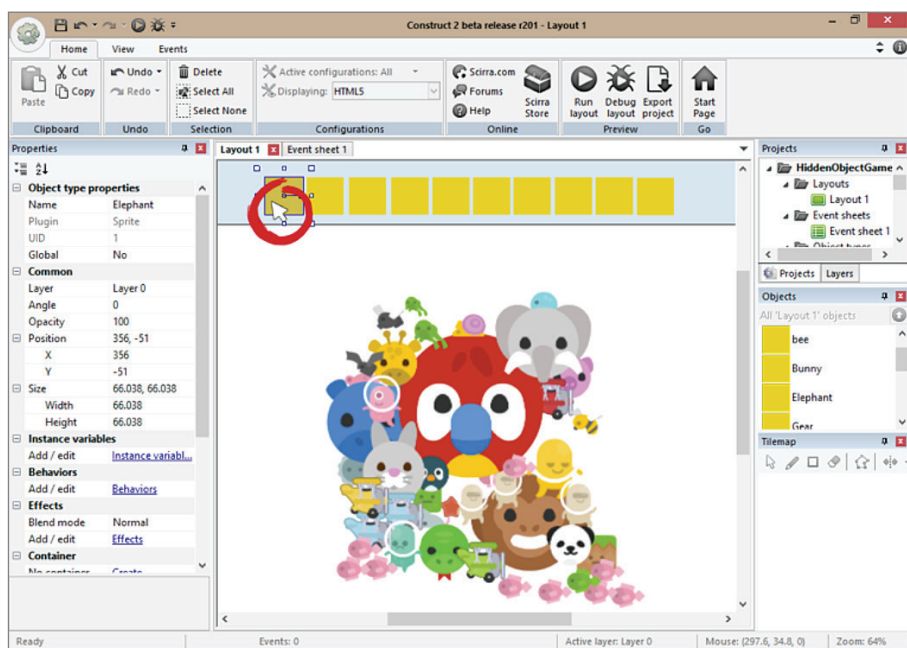 Construct 2 beta release r201 - Layout 1
Home View Events
Paste
Cut
Copy
Clipboard
Undo
Redo
Undo
Delete
Select All
Select None
Selection
Active configurations: All
Displaying: HTML5
Configurations
Scirra.com
Forums
Help
Scirra Store
Online
Run layout
Debug layout
Export project
Preview
Start Page
Go
Properties
Object type properties
Name Elephant
Plugin Sprite
UID 1
Global No
Common
Layer Layer 0
Angle 0
Opacity 100
Position 356, -51
X 356
Y -51
Size 66.038, 66.038
Width 66.038
Height 66.038
Instance variables
Add / edit Instance variabl...
Behaviors
Add / edit Behaviors
Effects
Blend mode Normal
Add / edit Effects
Container
No container Create
Layout 1 Event sheet 1
Projects
HiddenObjectGame
Layouts
Layout 1
Event sheets
Event sheet 1
Object types
Projects Layers
Objects
All 'Layout 1' objects
bee
Bunny
Elephant
Gear
Tilemap
Ready Events: 0 Active layer: Layer 0 Mouse: (297.6, 34.8, 0) Zoom: 64%